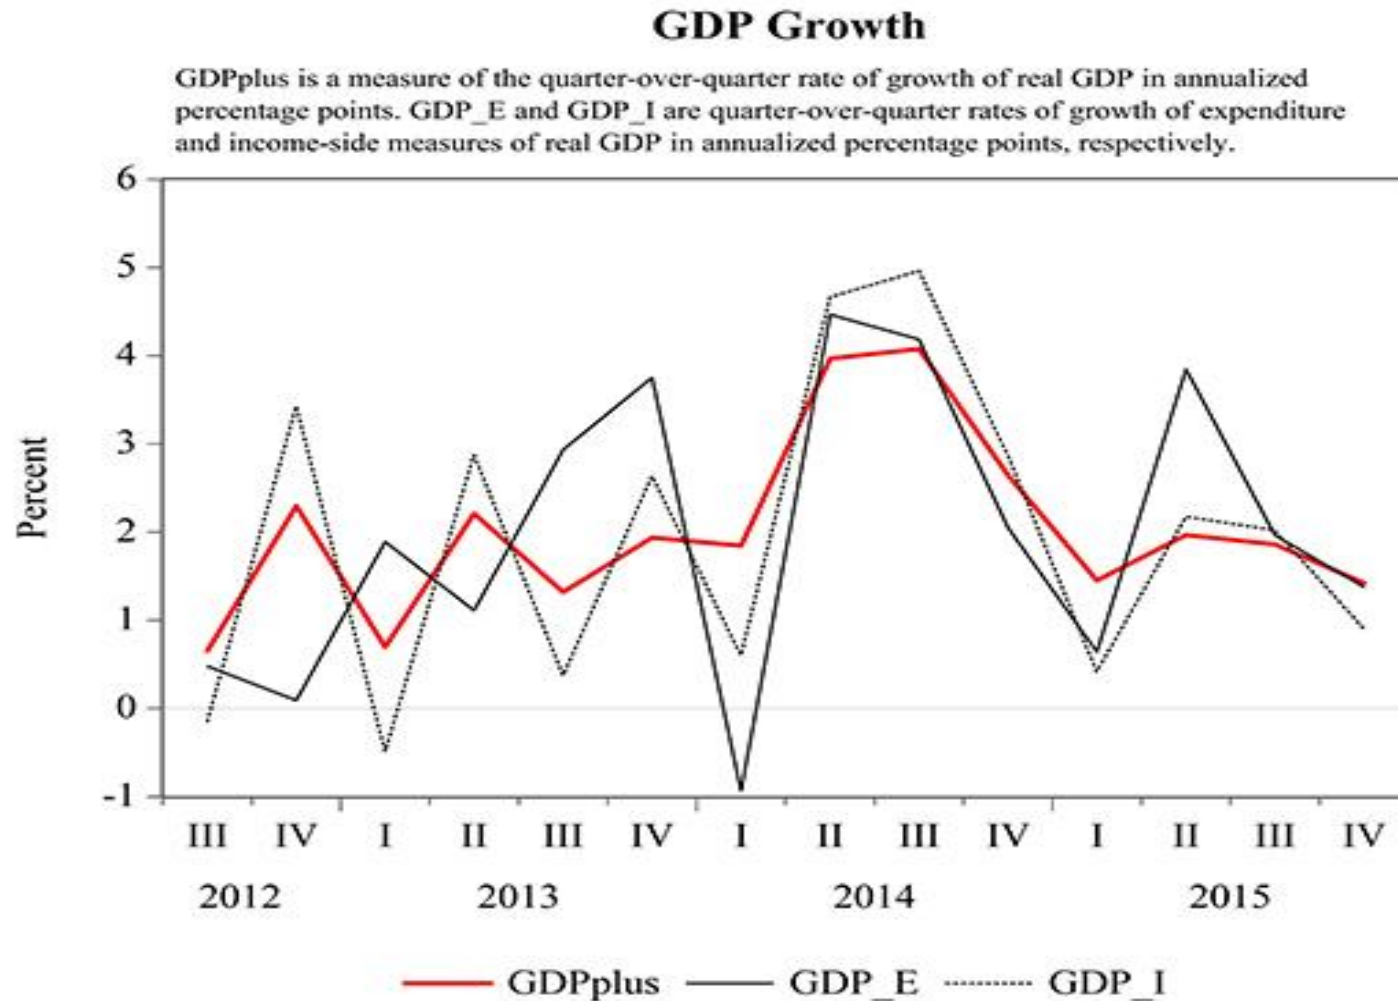 GDP Growth
GDPplus is a measure of the quarter-over-quarter rate of growth of real GDP in annualized
percentage points. GDP_E and GDP_I are quarter-over-quarter rates of growth of expenditure
and income-side measures of real GDP in annualized percentage points, respectively.
6
5
4
3
2
1
0
-1
Percent
III IV I II III IV I II III IV I II III IV
2012 2013 2014 2015
GDPplus GDP_E GDP_I